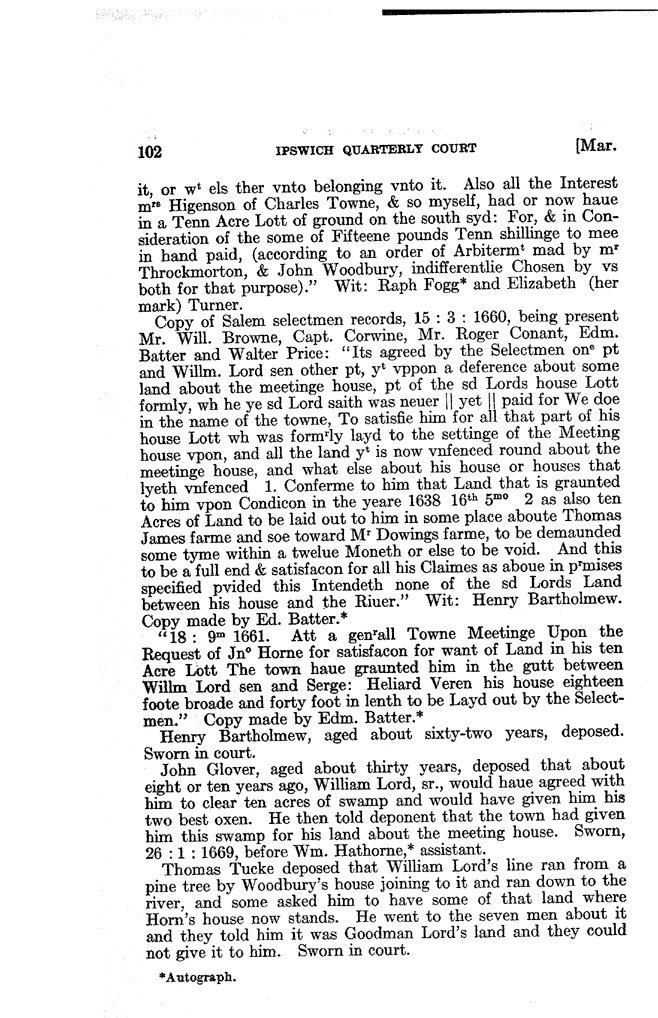 102 IPSWICH QUARTERLY COURT [Mar.
it, or wᵗ els ther vnto belonging vnto it. Also all the Interest
mʳˢ Higenson of Charles Towne, & so myself, had or now haue
in a Tenn Acre Lott of ground on the south syd: For, & in Con-
sideration of the some of Fifteene pounds Tenn shillinge to mee
in hand paid, (according to an order of Arbitermᵗ mad by mʳ
Throckmorton, & John Woodbury, indifferentlie Chosen by vs
both for that purpose)." Wit: Raph Fogg* and Elizabeth (her
mark) Turner.
Copy of Salem selectmen records, 15 : 3 : 1660, being present
Mr. Will. Browne, Capt. Corwine, Mr. Roger Conant, Edm.
Batter and Walter Price: "Its agreed by the Selectmen onᵉ pt
and Willm. Lord sen other pt, yᵗ vppon a deference about some
land about the meetinge house, pt of the sd Lords house Lott
formly, wh he ye sd Lord saith was neuer || yet || paid for We doe
in the name of the towne, To satisfie him for all that part of his
house Lott wh was formʳly layd to the settinge of the Meeting
house vpon, and all the land yᵗ is now vnfenced round about the
meetinge house, and what else about his house or houses that
lyeth vnfenced 1. Conferme to him that Land that is graunted
to him vpon Condicon in the yeare 1638 16ᵗʰ 5ᵐᵒ 2 as also ten
Acres of Land to be laid out to him in some place aboute Thomas
James farme and soe toward Mʳ Dowings farme, to be demaunded
some tyme within a twelue Moneth or else to be void. And this
to be a full end & satisfacon for all his Claimes as aboue in pʳmises
specified pvided this Intendeth none of the sd Lords Land
between his house and the Riuer." Wit: Henry Bartholmew.
Copy made by Ed. Batter.*
"18 : 9ᵐ 1661. Att a genʳall Towne Meetinge Upon the
Request of Jnᵒ Horne for satisfacon for want of Land in his ten
Acre Lott The town haue graunted him in the gutt between
Willm Lord sen and Serge: Heliard Veren his house eighteen
foote broade and forty foot in lenth to be Layd out by the Select-
men." Copy made by Edm. Batter.*
Henry Bartholmew, aged about sixty-two years, deposed.
Sworn in court.
John Glover, aged about thirty years, deposed that about
eight or ten years ago, William Lord, sr., would haue agreed with
him to clear ten acres of swamp and would have given him his
two best oxen. He then told deponent that the town had given
him this swamp for his land about the meeting house. Sworn,
26 : 1 : 1669, before Wm. Hathorne,* assistant.
Thomas Tucke deposed that William Lord's line ran from a
pine tree by Woodbury's house joining to it and ran down to the
river, and some asked him to have some of that land where
Horn's house now stands. He went to the seven men about it
and they told him it was Goodman Lord's land and they could
not give it to him. Sworn in court.
*Autograph.